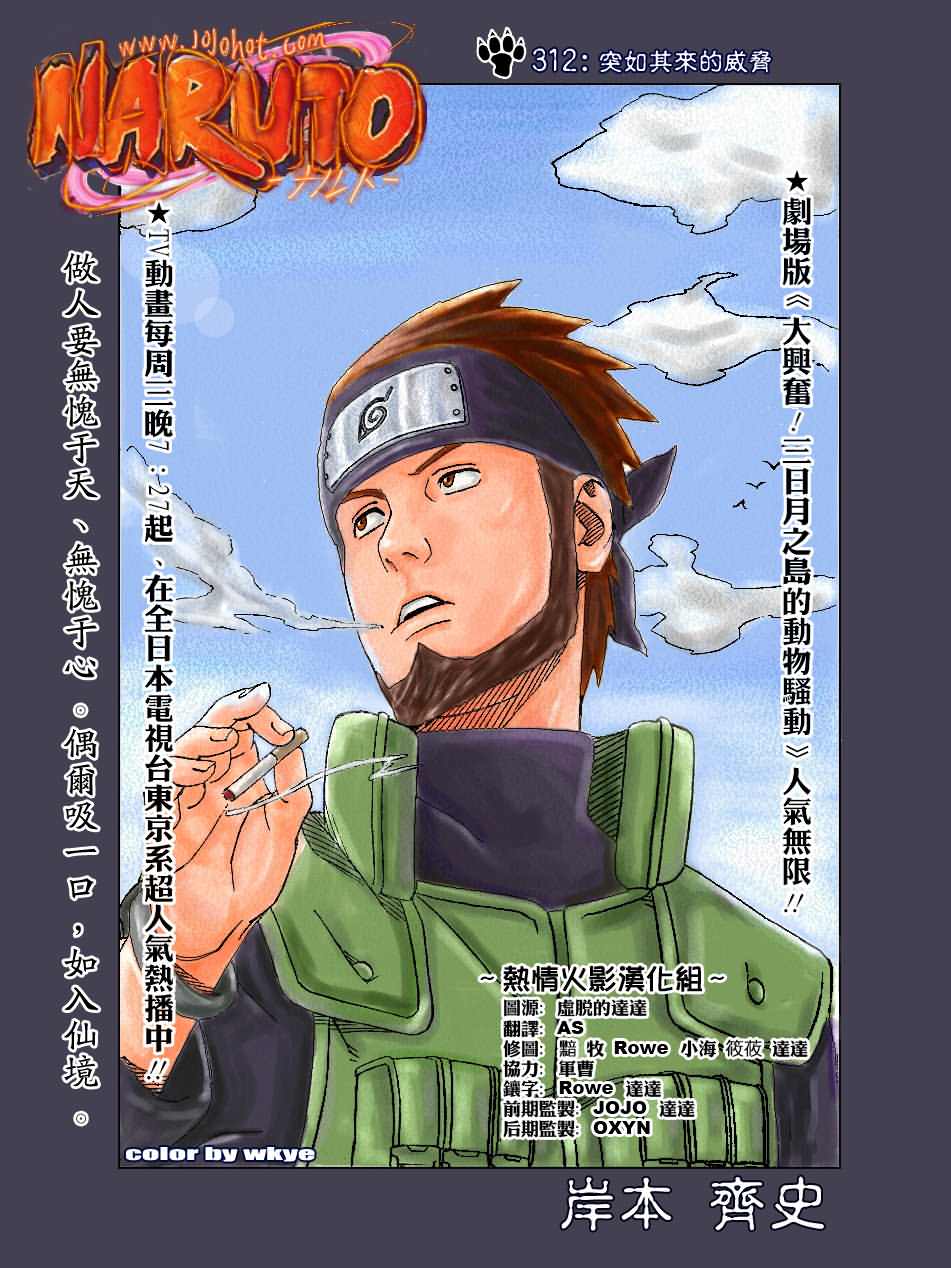 www.jojohot.com
NARUTO
-ナルト-
312: 突如其來的威脅
★劇場版《大興奮!三日月之島的動物騷動》人氣無限!!
★TV動畫每周三晚7:27起、在全日本電視台東京系超人氣熱播中!!
做人要無愧于天、無愧于心。偶爾吸一口，如入仙境。
~熱情火影漢化組~
圖源: 虛脫的達達
翻譯: AS
修圖: 黯 牧 Rowe 小海 筱莜 達達
協力: 軍曹
鑲字: Rowe 達達
前期監製: JOJO 達達
后期監製: OXYN
color by wkye
岸本 齊史